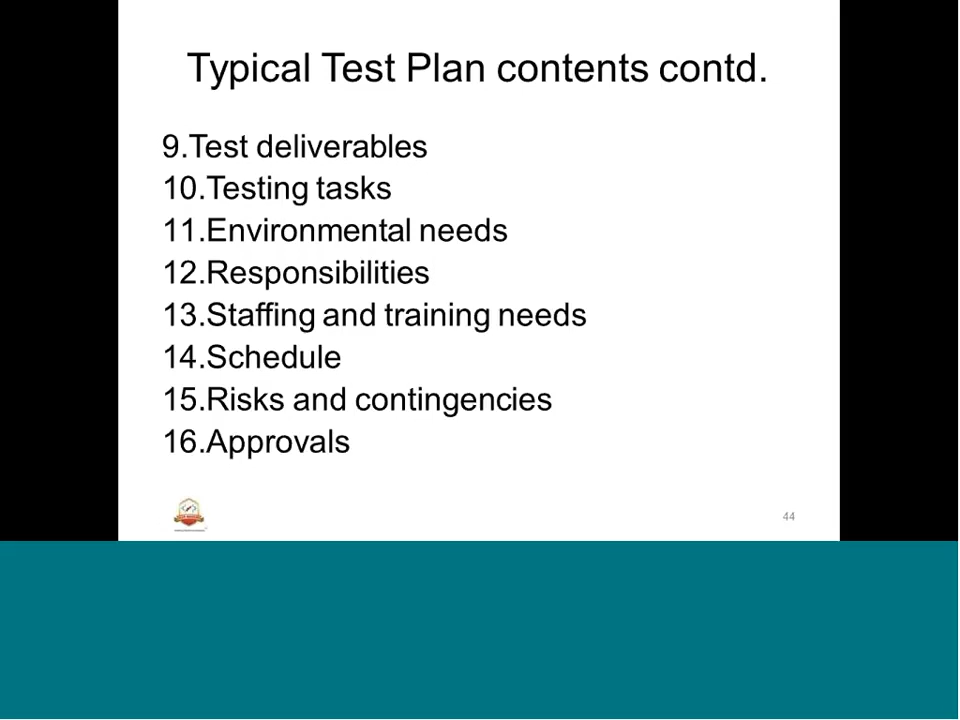 Typical Test Plan contents contd.
9.Test deliverables
10.Testing tasks
11.Environmental needs
12.Responsibilities
13.Staffing and training needs
14.Schedule
15.Risks and contingencies
16.Approvals
44